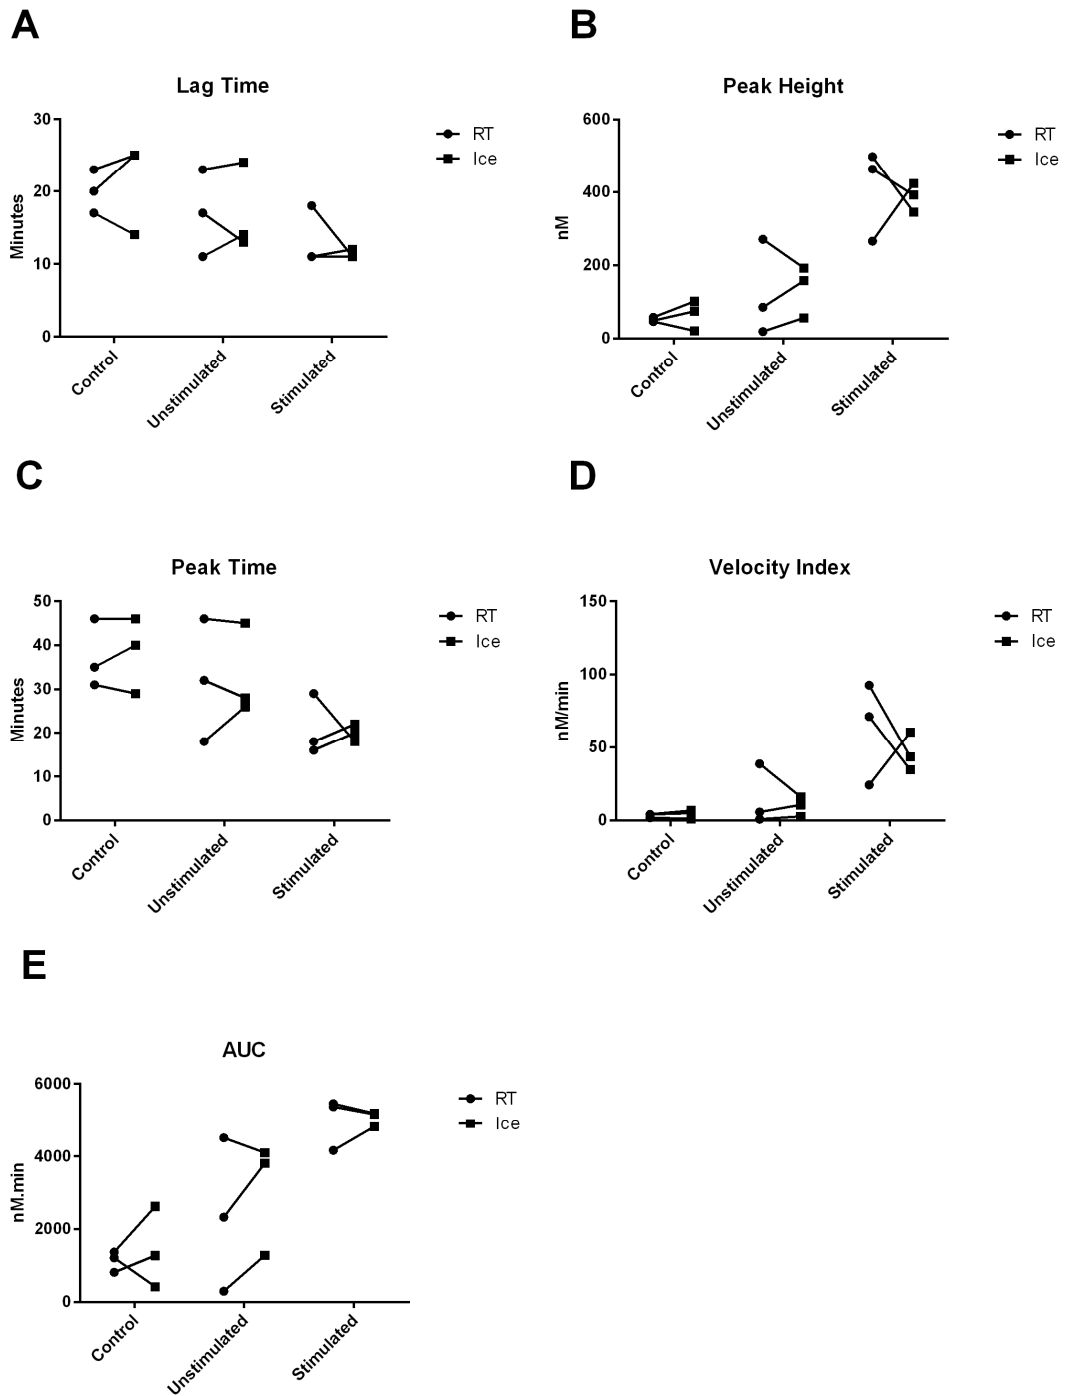 A
Lag Time
30
20
10
0
Minutes
Control
Unstimulated
Stimulated
RT
Ice
B
Peak Height
600
400
200
0
nM
Control
Unstimulated
Stimulated
RT
Ice
C
Peak Time
50
40
30
20
10
0
Minutes
Control
Unstimulated
Stimulated
RT
Ice
D
Velocity Index
150
100
50
0
nM/min
Control
Unstimulated
Stimulated
RT
Ice
E
AUC
6000
4000
2000
0
nM.min
Control
Unstimulated
Stimulated
RT
Ice